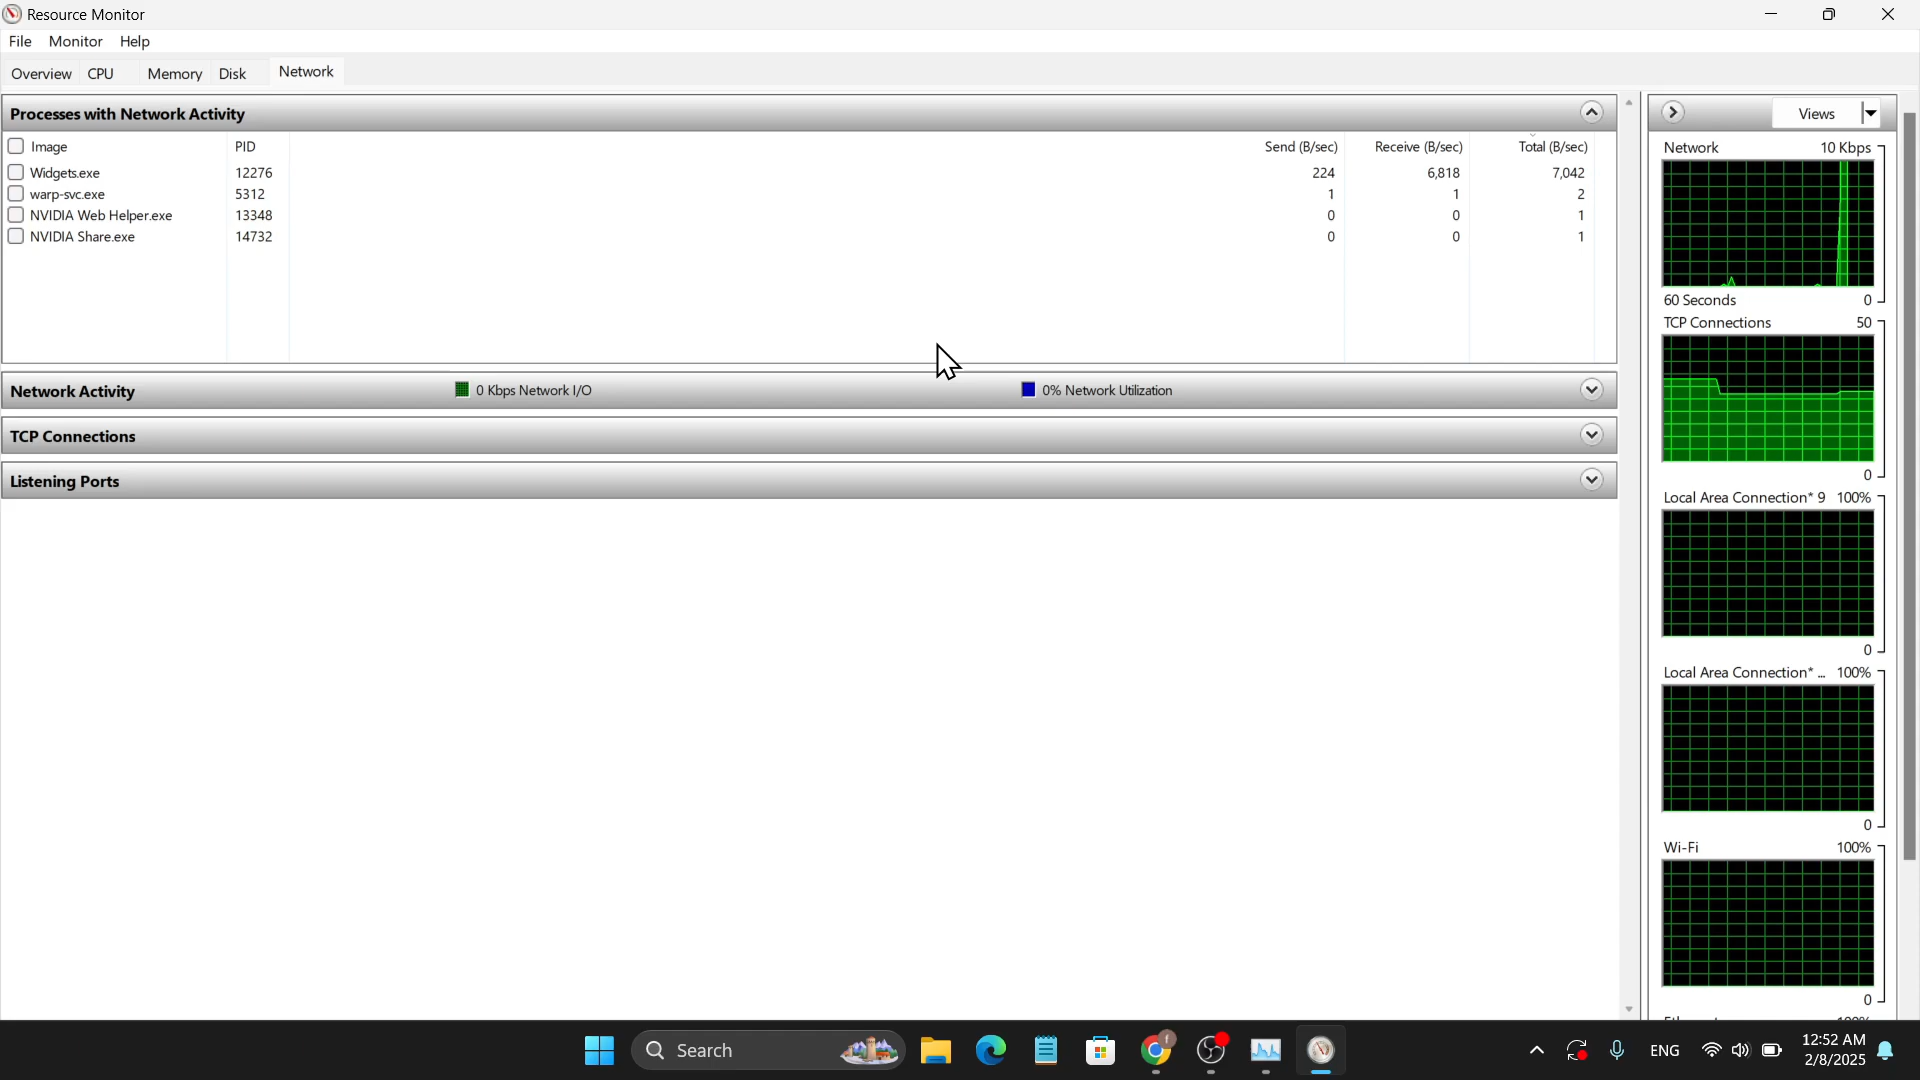 Resource Monitor
File Monitor Help
Overview CPU Memory Disk Network
Processes with Network Activity
Image PID Send (B/sec) Receive (B/sec) Total (B/sec)
Widgets.exe 12276 224 6,818 7,042
warp-svc.exe 5312 1 1 2
NVIDIA Web Helper.exe 13348 0 0 1
NVIDIA Share.exe 14732 0 0 1
Network Activity 0 Kbps Network I/O 0% Network Utilization
TCP Connections
Listening Ports
Views
Network 10 Kbps
60 Seconds 0
TCP Connections 50
0
Local Area Connection* 9 100%
0
Local Area Connection* ... 100%
0
Wi-Fi 100%
0
Search
ENG
12:52 AM
2/8/2025